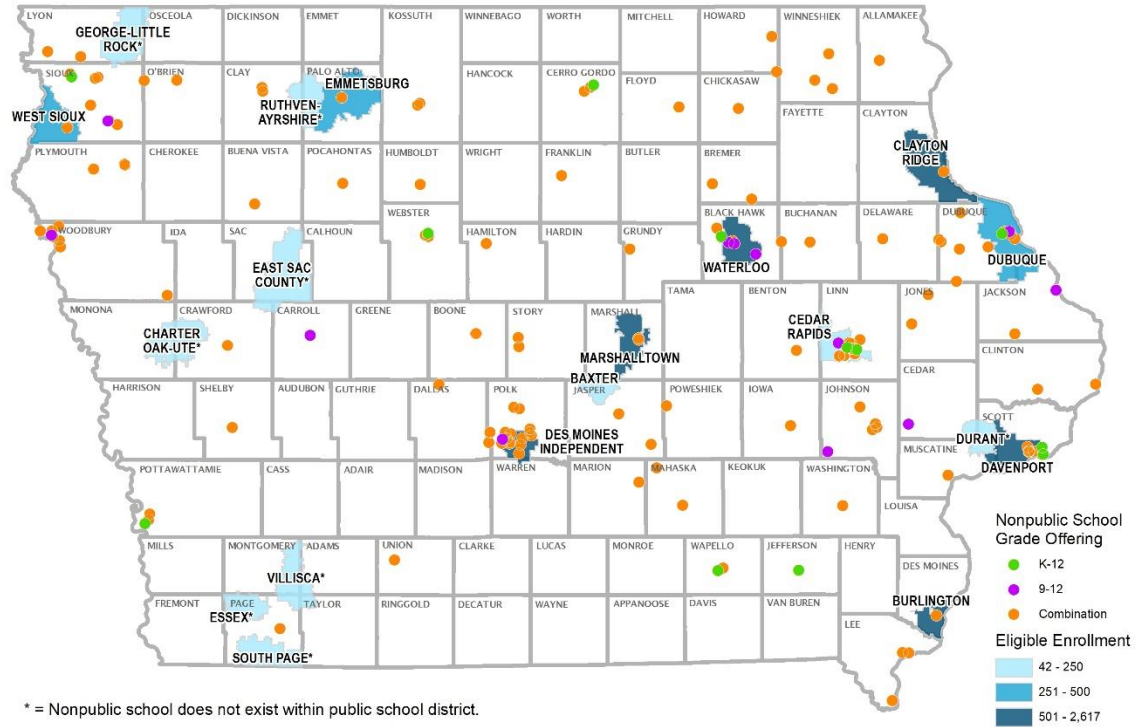 LYON
OSCEOLA
DICKINSON
EMMET
KOSSUTH
WINNEBAGO
WORTH
MITCHELL
HOWARD
WINNESHIEK
ALLAMAKEE
GEORGE-LITTLE
ROCK*
SIOUX
O'BRIEN
CLAY
PALO ALTO
EMMETSBURG
RUTHVEN-
AYRSHIRE*
HANCOCK
CERRO GORDO
FLOYD
CHICKASAW
FAYETTE
CLAYTON
WEST SIOUX
CLAYTON
RIDGE
PLYMOUTH
CHEROKEE
BUENA VISTA
POCAHONTAS
HUMBOLDT
WRIGHT
FRANKLIN
BUTLER
BREMER
WOODBURY
IDA
SAC
CALHOUN
WEBSTER
HAMILTON
HARDIN
GRUNDY
BLACK HAWK
BUCHANAN
DELAWARE
DUBUQUE
WATERLOO
DUBUQUE
EAST SAC
COUNTY*
MONONA
CRAWFORD
CARROLL
GREENE
BOONE
STORY
MARSHALL
TAMA
BENTON
LINN
JONES
JACKSON
CHARTER
OAK-UTE*
MARSHALLTOWN
CEDAR
RAPIDS
CLINTON
BAXTER
HARRISON
SHELBY
AUDUBON
GUTHRIE
DALLAS
POLK
JASPER
POWESHIEK
IOWA
JOHNSON
CEDAR
SCOTT
DES MOINES
INDEPENDENT
DURANT*
MUSCATINE
DAVENPORT
POTTAWATTAMIE
CASS
ADAIR
MADISON
WARREN
MARION
MAHASKA
KEOKUK
WASHINGTON
LOUISA
MILLS
MONTGOMERY
ADAMS
UNION
CLARKE
LUCAS
MONROE
WAPELLO
JEFFERSON
HENRY
DES MOINES
VILLISCA*
BURLINGTON
FREMONT
PAGE
ESSEX*
TAYLOR
RINGGOLD
DECATUR
WAYNE
APPANOOSE
DAVIS
VAN BUREN
LEE
SOUTH PAGE*
Nonpublic School
Grade Offering
K-12
9-12
Combination
Eligible Enrollment
42 - 250
251 - 500
501 - 2,617
* = Nonpublic school does not exist within public school district.